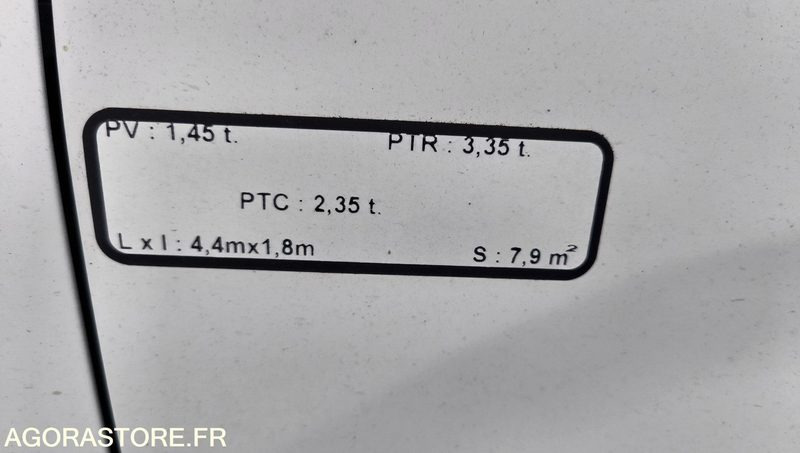 PV : 1,45 t.
PTR : 3,35 t.
PTC : 2,35 t.
L x l : 4,4mx1,8m
S : 7,9 m²
AGORASTORE.FR